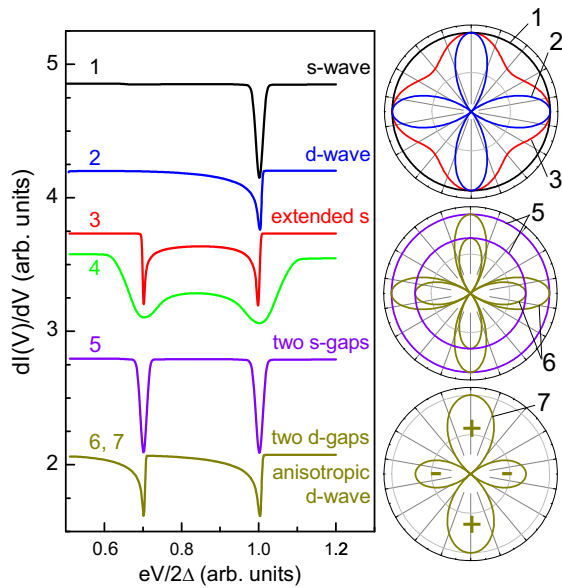 1
s-wave
2
d-wave
3
extended s
4
5
two s-gaps
6, 7
two d-gaps
anisotropic
d-wave
5
4
3
2
0.6
0.8
1.0
1.2
dI(V)/dV (arb. units)
eV/2Δ (arb. units)
1
2
3
5
6
7
+
- -
+